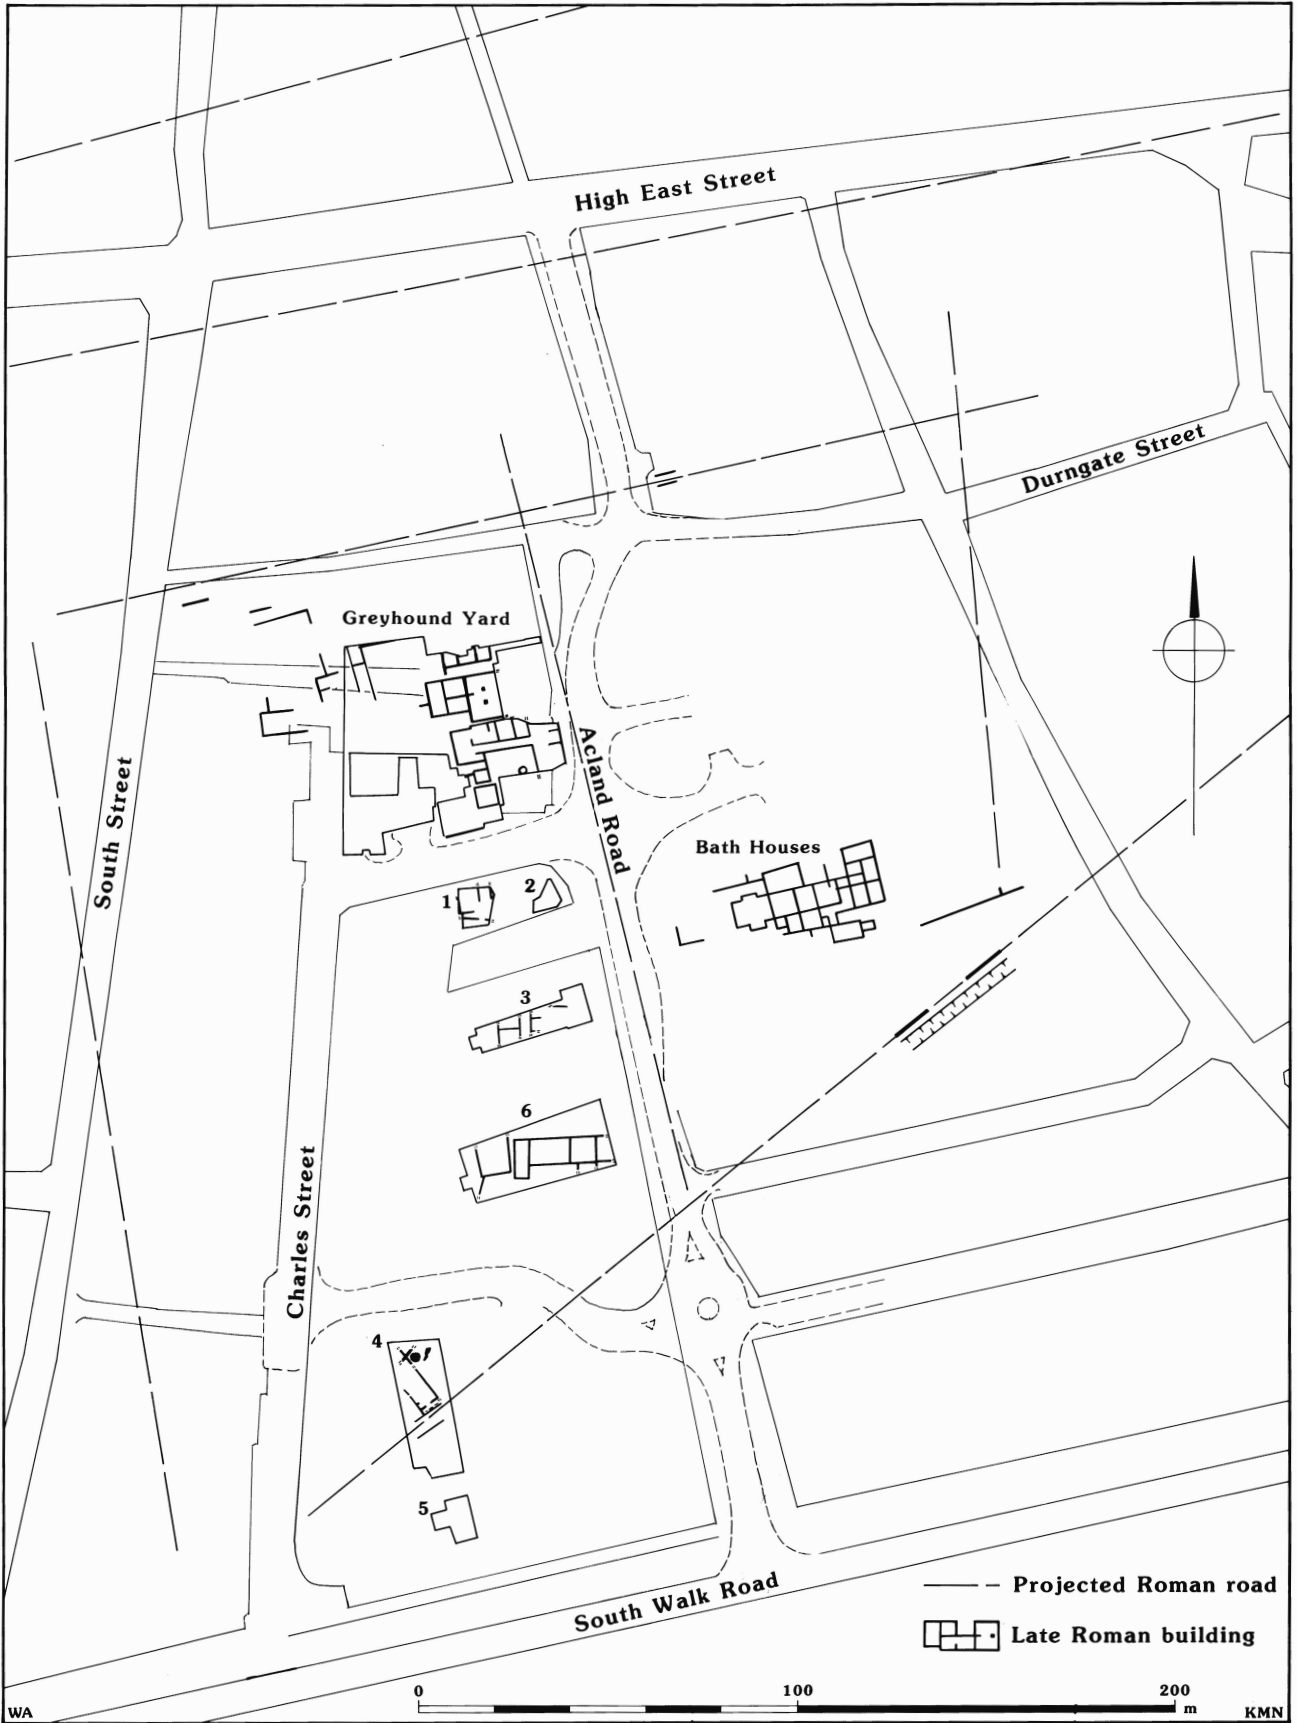 High East Street
Durngate Street
Greyhound Yard
Acland Road
South Street
Bath Houses
1
2
3
6
Charles Street
4
5
South Walk Road
Projected Roman road
Late Roman building
0 100 200
m
WA
KMN